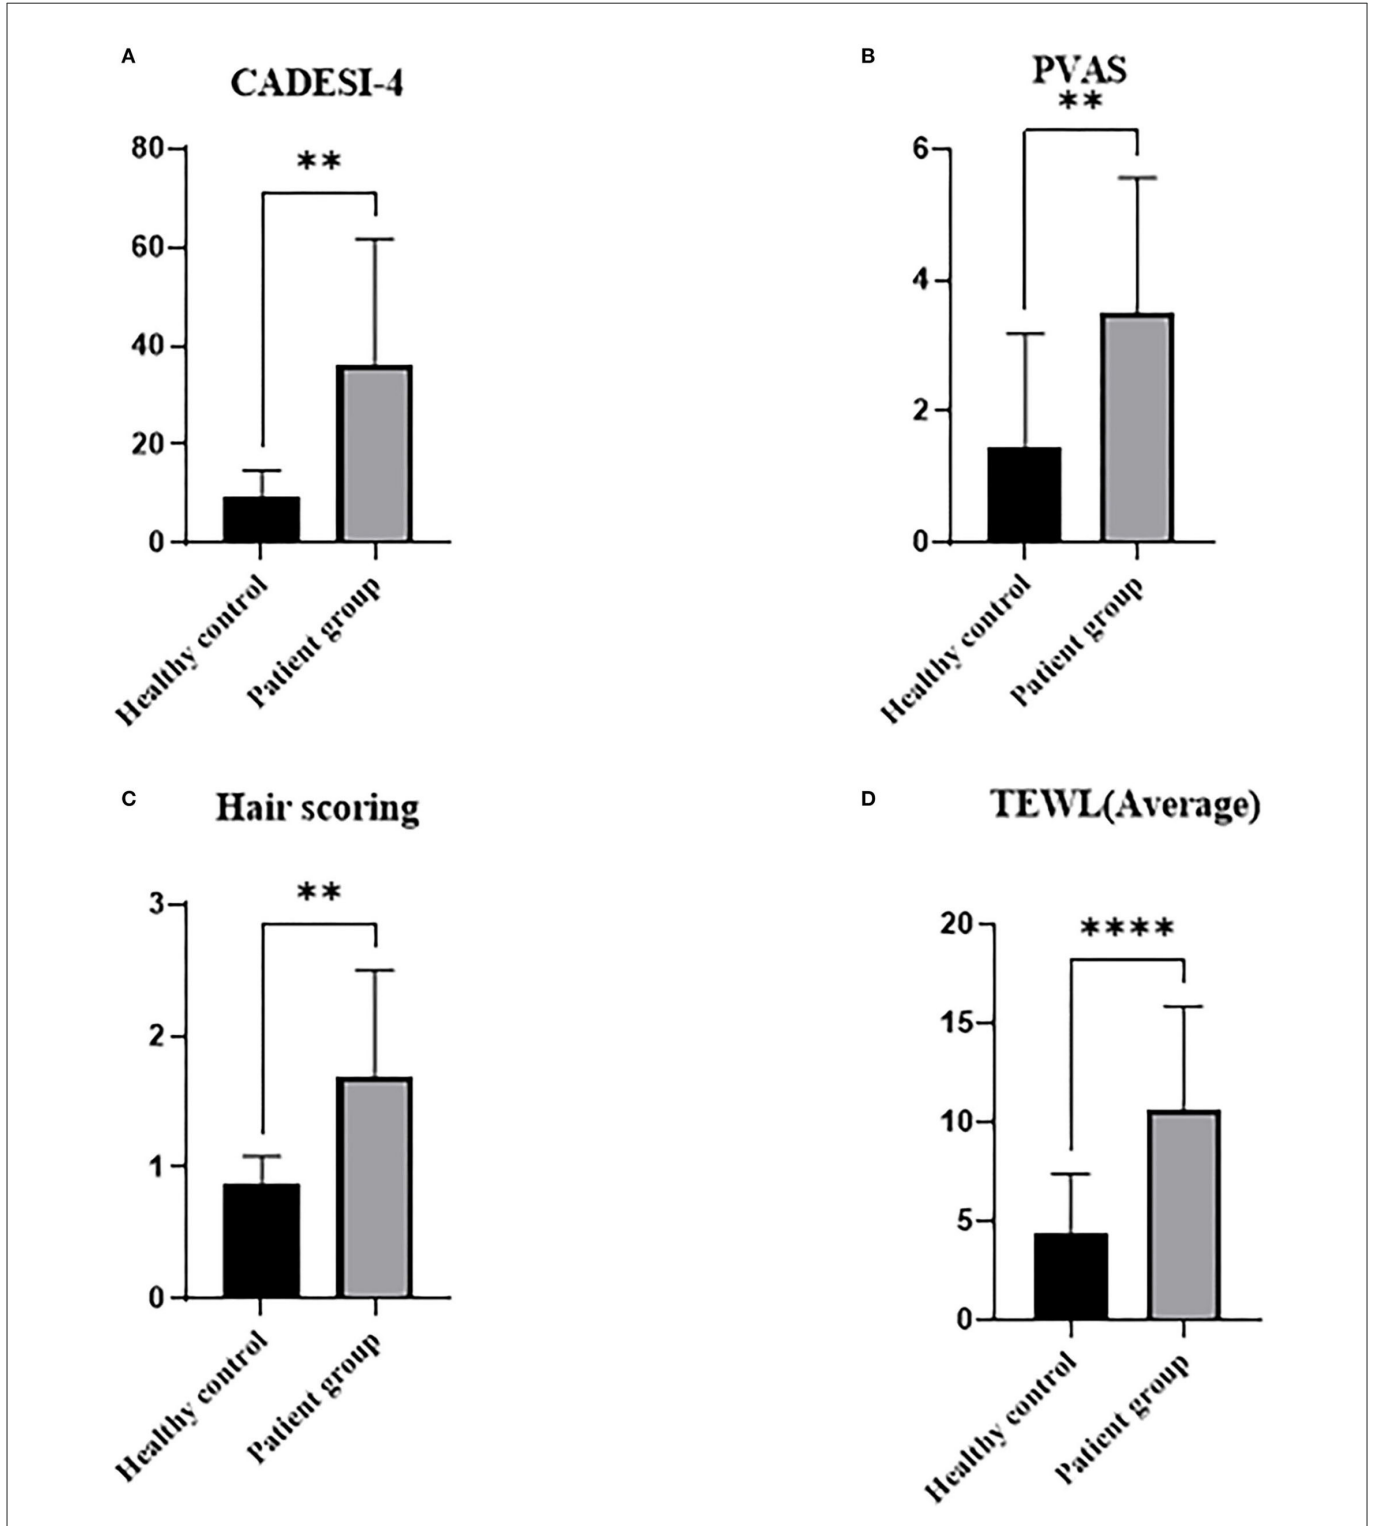 A
CADESI-4
**
80
60
40
20
0
Healthy control
Patient group
B
PVAS
**
6
4
2
0
Healthy control
Patient group
C
Hair scoring
**
3
2
1
0
Healthy control
Patient group
D
TEWL(Average)
****
20
15
10
5
0
Healthy control
Patient group